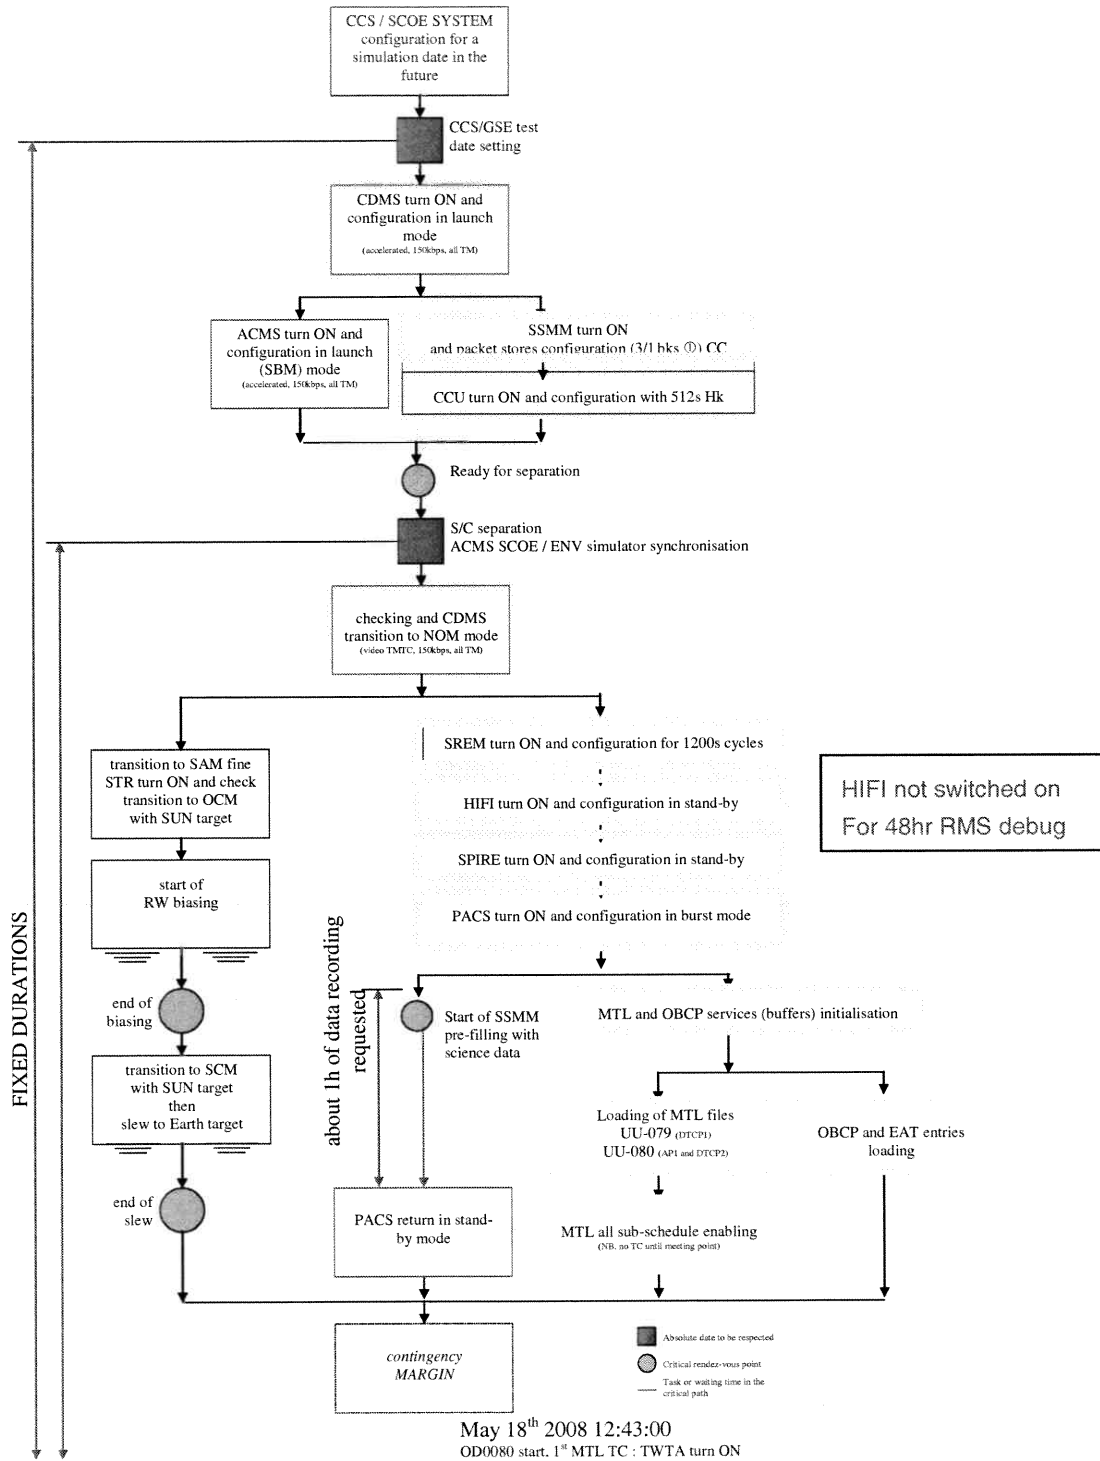 CCS / SCOE SYSTEM
configuration for a
simulation date in the
future
CCS/GSE test
date setting
CDMS turn ON and
configuration in launch
mode
(accelerated, 150kbps, all TM)
ACMS turn ON and
configuration in launch
(SBM) mode
(accelerated, 150kbps, all TM)
SSMM turn ON
and packet stores configuration (3/1 bks ①) CC
CCU turn ON and configuration with 512s Hk
Ready for separation
S/C separation
ACMS SCOE / ENV simulator synchronisation
checking and CDMS
transition to NOM mode
(video TMTC, 150kbps, all TM)
transition to SAM fine
STR turn ON and check
transition to OCM
with SUN target
start of
RW biasing
end of
biasing
transition to SCM
with SUN target
then
slew to Earth target
end of
slew
SREM turn ON and configuration for 1200s cycles
HIFI turn ON and configuration in stand-by
SPIRE turn ON and configuration in stand-by
PACS turn ON and configuration in burst mode
HIFI not switched on
For 48hr RMS debug
FIXED DURATIONS
about 1h of data recording
requested
Start of SSMM
pre-filling with
science data
PACS return in stand-
by mode
MTL and OBCP services (buffers) initialisation
Loading of MTL files
UU-079 (DTCP1)
UU-080 (AP1 and DTCP2)
MTL all sub-schedule enabling
(NB. no TC until meeting point)
OBCP and EAT entries
loading
contingency
MARGIN
Absolute date to be respected
Critical rendez-vous point
Task or waiting time in the
critical path
May 18th 2008 12:43:00
OD0080 start. 1st MTL TC : TWTA turn ON